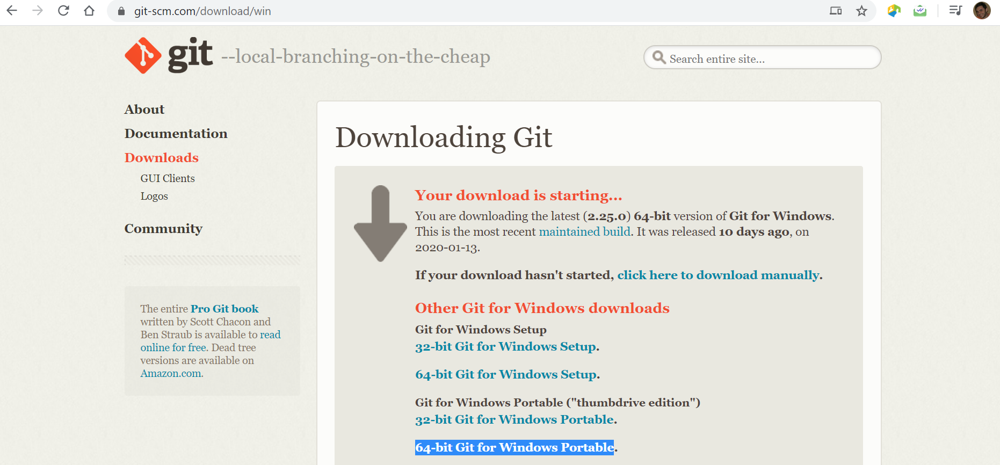 git-scm.com/download/win
git --local-branching-on-the-cheap
Search entire site...
About
Documentation
Downloads
GUI Clients
Logos
Community
The entire Pro Git book
written by Scott Chacon and
Ben Straub is available to read
online for free. Dead tree
versions are available on
Amazon.com.
Downloading Git
Your download is starting...
You are downloading the latest (2.25.0) 64-bit version of Git for Windows.
This is the most recent maintained build. It was released 10 days ago, on
2020-01-13.
If your download hasn't started, click here to download manually.
Other Git for Windows downloads
Git for Windows Setup
32-bit Git for Windows Setup.
64-bit Git for Windows Setup.
Git for Windows Portable ("thumbdrive edition")
32-bit Git for Windows Portable.
64-bit Git for Windows Portable.